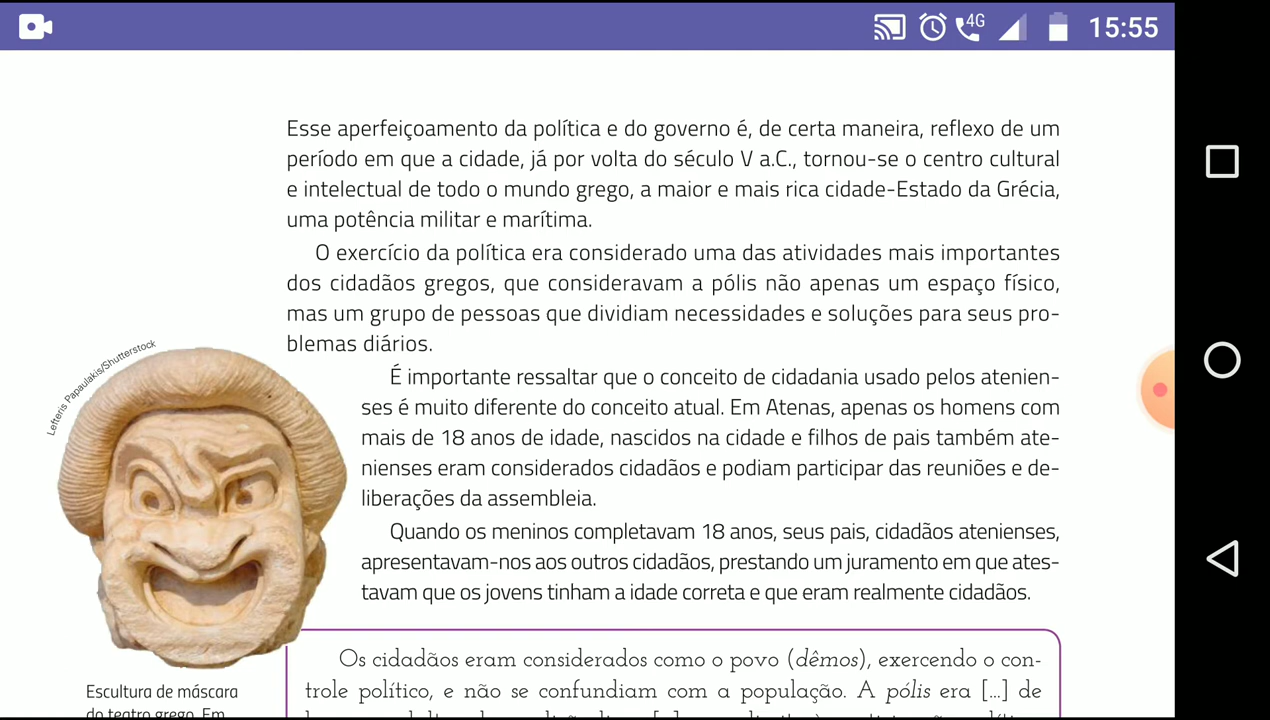 4G
15:55
Esse aperfeiçoamento da política e do governo é, de certa maneira, reflexo de um
período em que a cidade, já por volta do século V a.C., tornou-se o centro cultural
e intelectual de todo o mundo grego, a maior e mais rica cidade-Estado da Grécia,
uma potência militar e marítima.
O exercício da política era considerado uma das atividades mais importantes
dos cidadãos gregos, que consideravam a pólis não apenas um espaço físico,
mas um grupo de pessoas que dividiam necessidades e soluções para seus pro-
blemas diários.
É importante ressaltar que o conceito de cidadania usado pelos atenien-
ses é muito diferente do conceito atual. Em Atenas, apenas os homens com
mais de 18 anos de idade, nascidos na cidade e filhos de pais também ate-
nienses eram considerados cidadãos e podiam participar das reuniões e de-
liberações da assembleia.
Quando os meninos completavam 18 anos, seus pais, cidadãos atenienses,
apresentavam-nos aos outros cidadãos, prestando um juramento em que ates-
tavam que os jovens tinham a idade correta e que eram realmente cidadãos.
Lefteris Papaulakis/Shutterstock
Escultura de máscara
do teatro grego. Em
Os cidadãos eram considerados como o povo (dêmos), exercendo o con-
trole político, e não se confundiam com a população. A pólis era [...] de